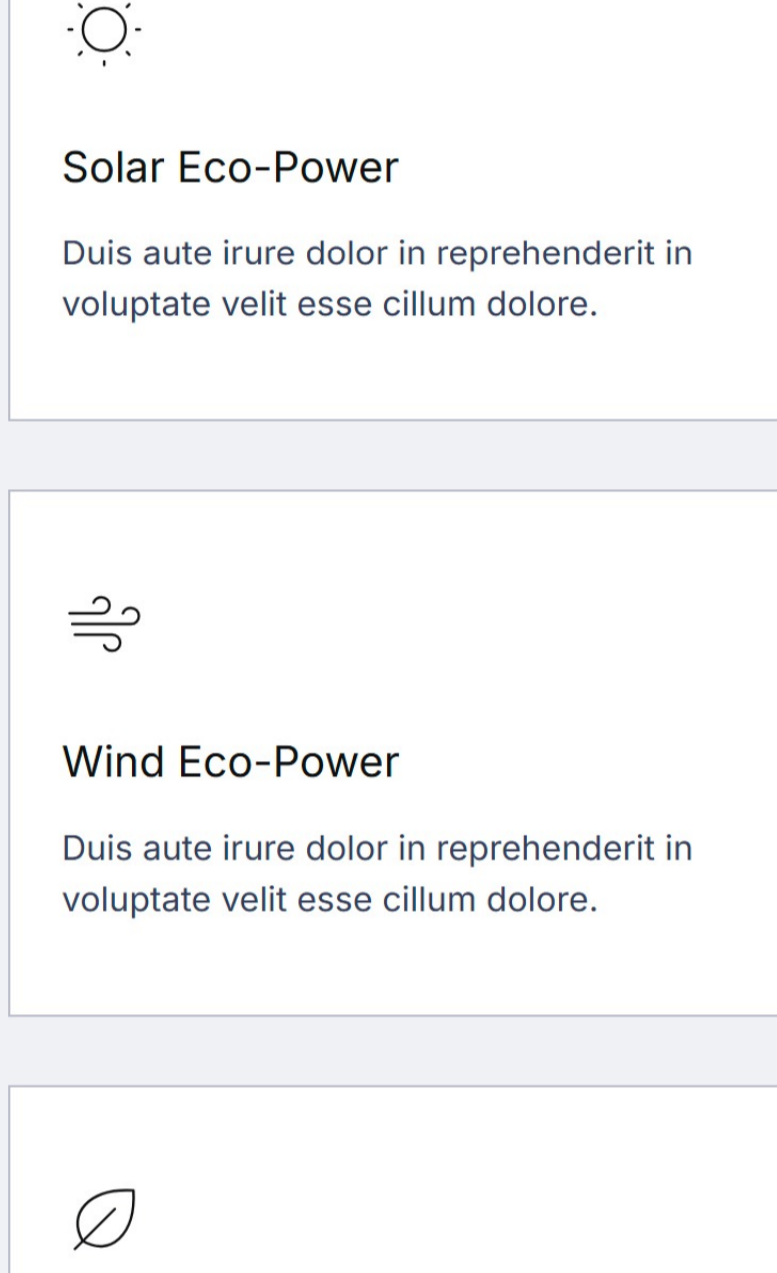 Solar Eco-Power
Duis aute irure dolor in reprehenderit in
voluptate velit esse cillum dolore.
Wind Eco-Power
Duis aute irure dolor in reprehenderit in
voluptate velit esse cillum dolore.